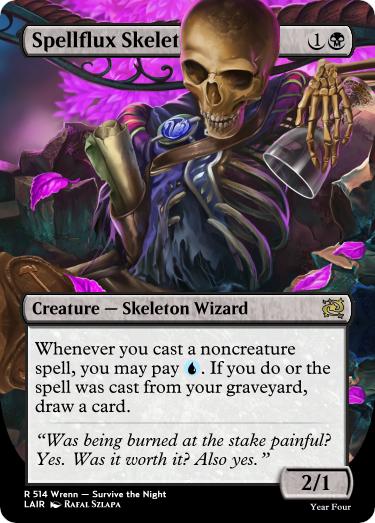 Spellflux Skelet 1
Creature — Skeleton Wizard
Whenever you cast a noncreature
spell, you may pay . If you do or the
spell was cast from your graveyard,
draw a card.
“Was being burned at the stake painful?
Yes. Was it worth it? Also yes.”
2/1
R 514 Wrenn — Survive the Night
LAIR Rafał Szłapa
Year Four